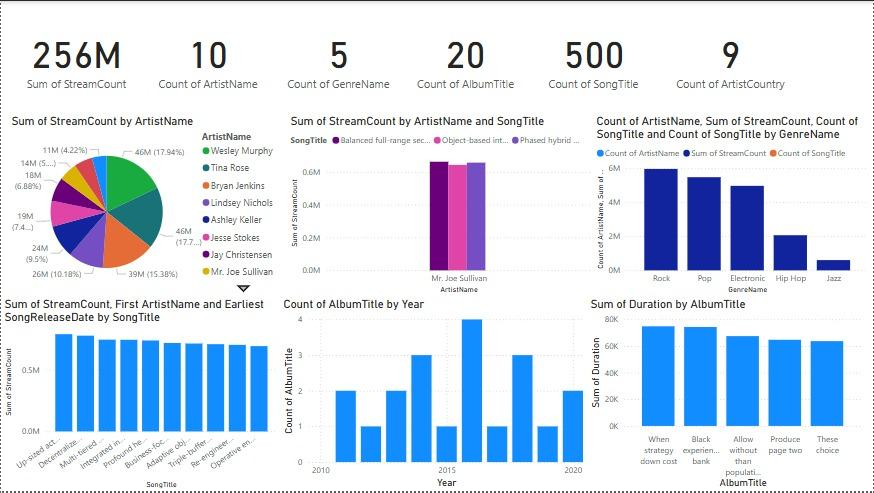 256M
Sum of StreamCount
10
Count of ArtistName
5
Count of GenreName
20
Count of AlbumTitle
500
Count of SongTitle
9
Count of ArtistCountry
Sum of StreamCount by ArtistName
46M (17.94%)
46M
(17.7...)
39M (15.38%)
26M (10.18%)
24M
(9.5%)
19M
(7.4...)
18M
(6.88%)
14M (5....)
11M (4.22%)
ArtistName
Wesley Murphy
Tina Rose
Bryan Jenkins
Lindsey Nichols
Ashley Keller
Jesse Stokes
Jay Christensen
Mr. Joe Sullivan
Sum of StreamCount by ArtistName and SongTitle
SongTitle Balanced full-range sec... Object-based int... Phased hybrid ...
Sum of StreamCount
0.6M
0.4M
0.2M
0.0M
Mr. Joe Sullivan
ArtistName
Count of ArtistName, Sum of StreamCount, Count of
SongTitle and Count of SongTitle by GenreName
Count of ArtistName Sum of StreamCount Count of SongTitle
Count of ArtistName, Sum of ...
6M
4M
2M
0M
Rock Pop Electronic Hip Hop Jazz
GenreName
Sum of StreamCount, First ArtistName and Earliest
SongReleaseDate by SongTitle
Sum of StreamCount
0.5M
0.0M
Up-sized act...
Decentralize...
Multi-tiered ...
Integrated in...
Profound he...
Business-foc...
Adaptive obj...
Triple-buffer...
Re-engineer...
Operative en...
SongTitle
Count of AlbumTitle by Year
Count of AlbumTitle
4
3
2
1
0
2010 2015 2020
Year
Sum of Duration by AlbumTitle
Sum of Duration
80K
60K
40K
20K
0K
When
strategy
down cost
Black
experien...
bank
Allow
without
than
populati...
Produce
page two
These
choice
AlbumTitle